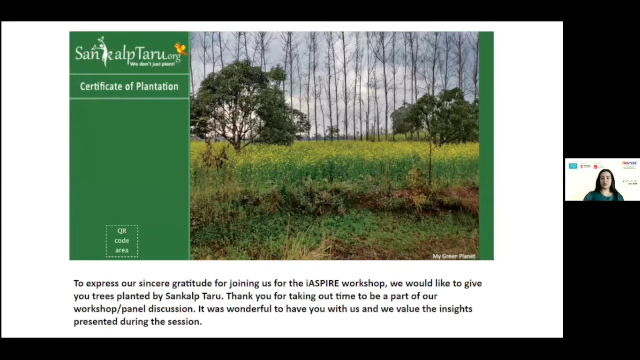 SankalpTaru.org
We don't just plant!
Certificate of Plantation
QR
code
area
My Green Planet
To express our sincere gratitude for joining us for the iASPIRE workshop, we would like to give
you trees planted by Sankalp Taru. Thank you for taking out time to be a part of our
workshop/panel discussion. It was wonderful to have you with us and we value the insights
presented during the session.